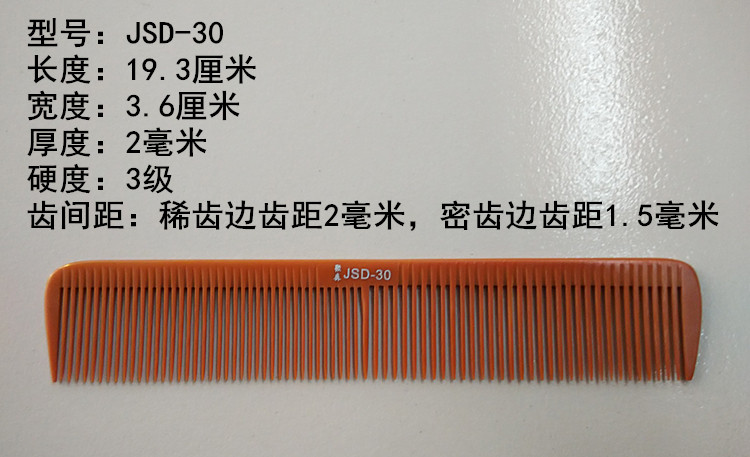 型号：JSD-30
长度：19.3厘米
宽度：3.6厘米
厚度：2毫米
硬度：3级
齿间距：稀齿边齿距2毫米，密齿边齿距1.5毫米
JSD-30